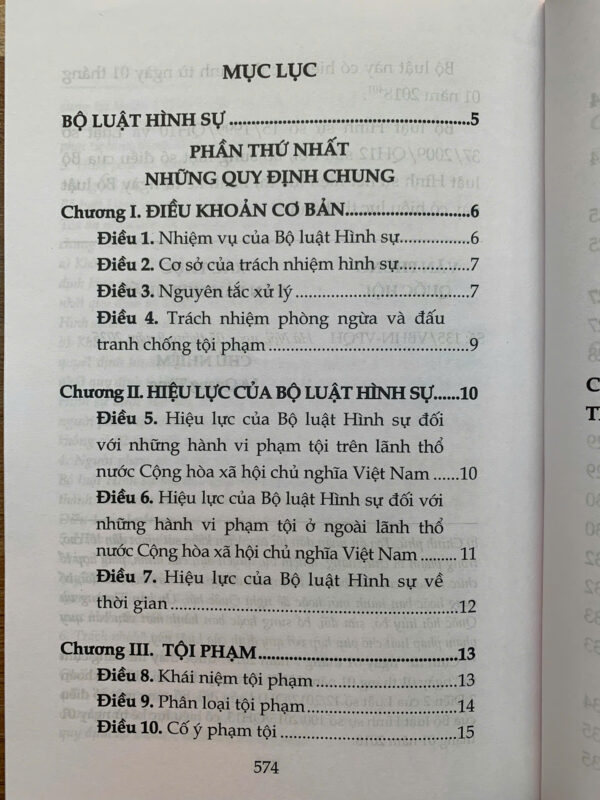 MỤC LỤC
BỘ LUẬT HÌNH SỰ.....................................5
PHẦN THỨ NHẤT
NHỮNG QUY ĐỊNH CHUNG
Chương I. ĐIỀU KHOẢN CƠ BẢN...................6
Điều 1. Nhiệm vụ của Bộ luật Hình sự...........6
Điều 2. Cơ sở của trách nhiệm hình sự...........7
Điều 3. Nguyên tắc xử lý............................7
Điều 4. Trách nhiệm phòng ngừa và đấu
tranh chống tội phạm................................9
Chương II. HIỆU LỰC CỦA BỘ LUẬT HÌNH SỰ......10
Điều 5. Hiệu lực của Bộ luật Hình sự đối
với những hành vi phạm tội trên lãnh thổ
nước Cộng hòa xã hội chủ nghĩa Việt Nam......10
Điều 6. Hiệu lực của Bộ luật Hình sự đối với
những hành vi phạm tội ở ngoài lãnh thổ
nước Cộng hòa xã hội chủ nghĩa Việt Nam......... 11
Điều 7. Hiệu lực của Bộ luật Hình sự về
thời gian................................................12
Chương III. TỘI PHẠM................................13
Điều 8. Khái niệm tội phạm........................13
Điều 9. Phân loại tội phạm.........................14
Điều 10. Cố ý phạm tội.............................15
574